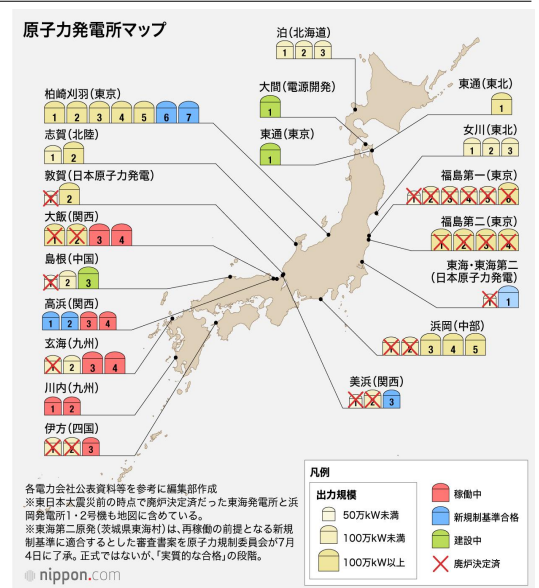 原子力発電所マップ
泊(北海道)
1 2 3
大間(電源開発)
1
東通(東北)
1
柏崎刈羽(東京)
1 2 3 4 5 6 7
東通(東京)
1
女川(東北)
1 2 3
志賀(北陸)
1 2
福島第一(東京)
1 2 3 4 5 6
敦賀(日本原子力発電)
1 2
福島第二(東京)
1 2 3 4
大飯(関西)
1 2 3 4
東海・東海第二
(日本原子力発電)
1 1
島根(中国)
1 2 3
高浜(関西)
1 2 3 4
浜岡(中部)
1 2 3 4 5
玄海(九州)
1 2 3 4
美浜(関西)
1 2 3
川内(九州)
1 2
伊方(四国)
1 2 3
各電力会社公表資料等を参考に編集部作成
※東日本大震災前の時点で廃炉決定済だった東海発電所と浜
岡発電所1・2号機も地図に含めている。
※東海第二原発(茨城県東海村)は、再稼働の前提となる新規
制基準に適合するとした審査書案を原子力規制委員会が7月
4日に了承。正式ではないが、「実質的な合格」の段階。
nippon.com
凡例
出力規模
50万kW未満
100万kW未満
100万kW以上
稼働中
新規制基準合格
建設中
廃炉決定済